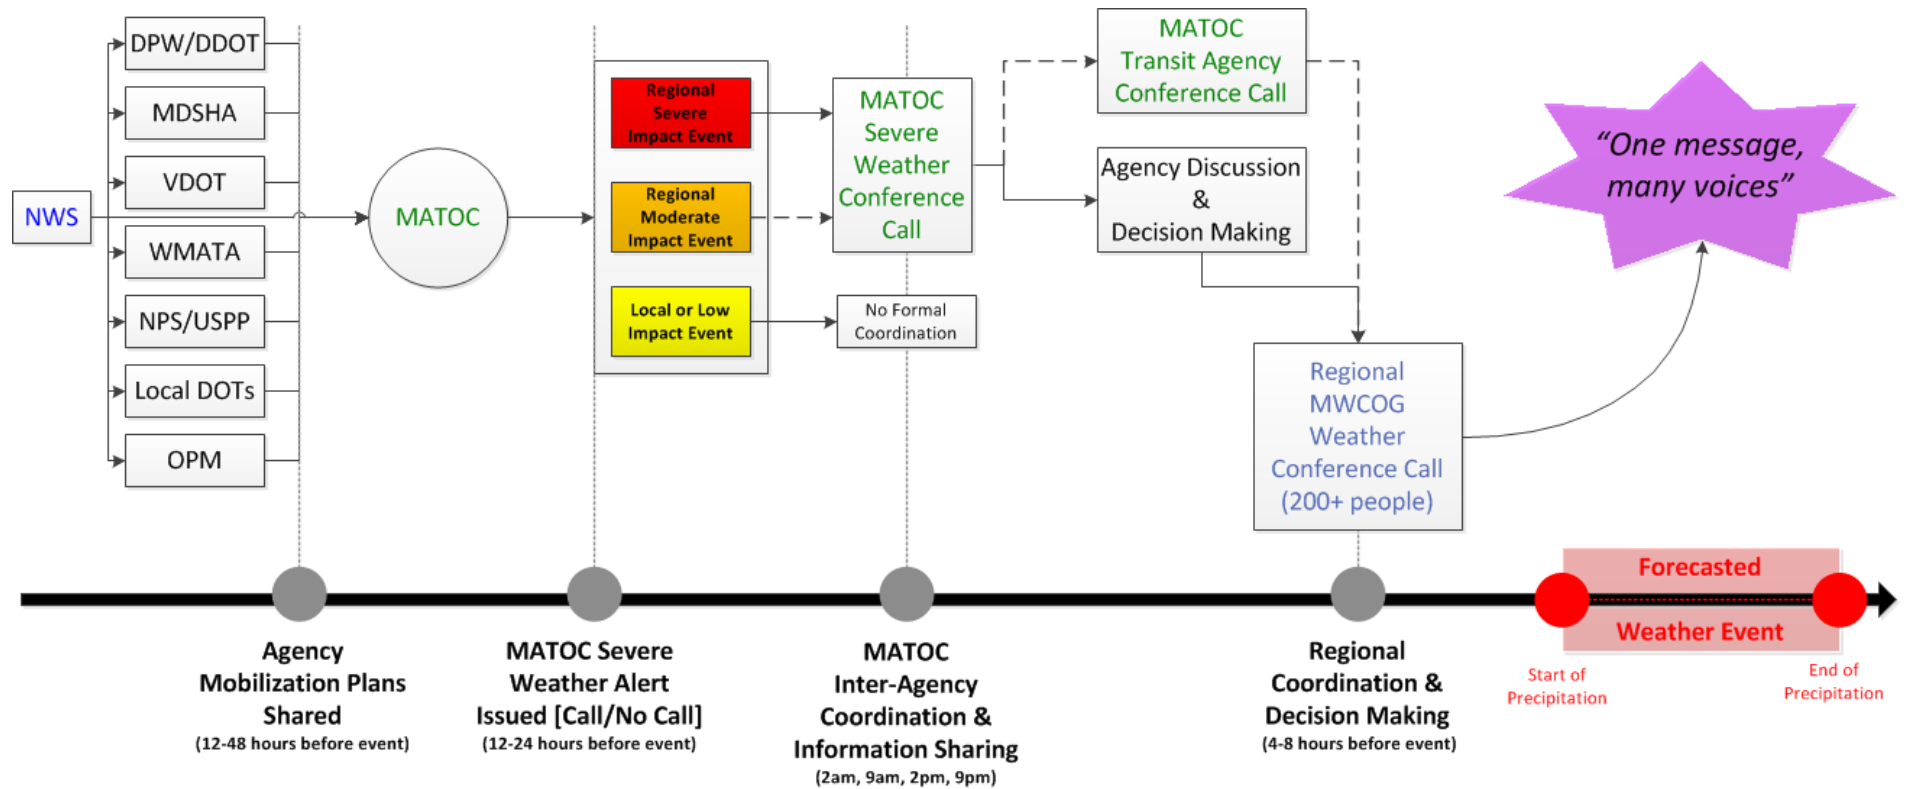 NWS
DPW/DDOT
MDSHA
VDOT
WMATA
NPS/USPP
Local DOTs
OPM
MATOC
Regional
Severe
Impact Event
Regional
Moderate
Impact Event
Local or Low
Impact Event
MATOC
Severe
Weather
Conference
Call
No Formal
Coordination
MATOC
Transit Agency
Conference Call
Agency Discussion
&
Decision Making
Regional
MWCOG
Weather
Conference Call
(200+ people)
“One message,
many voices”
Agency
Mobilization Plans
Shared
(12-48 hours before event)
MATOC Severe
Weather Alert
Issued [Call/No Call]
(12-24 hours before event)
MATOC
Inter-Agency
Coordination &
Information Sharing
(2am, 9am, 2pm, 9pm)
Regional
Coordination &
Decision Making
(4-8 hours before event)
Forecasted
Weather Event
Start of
Precipitation
End of
Precipitation